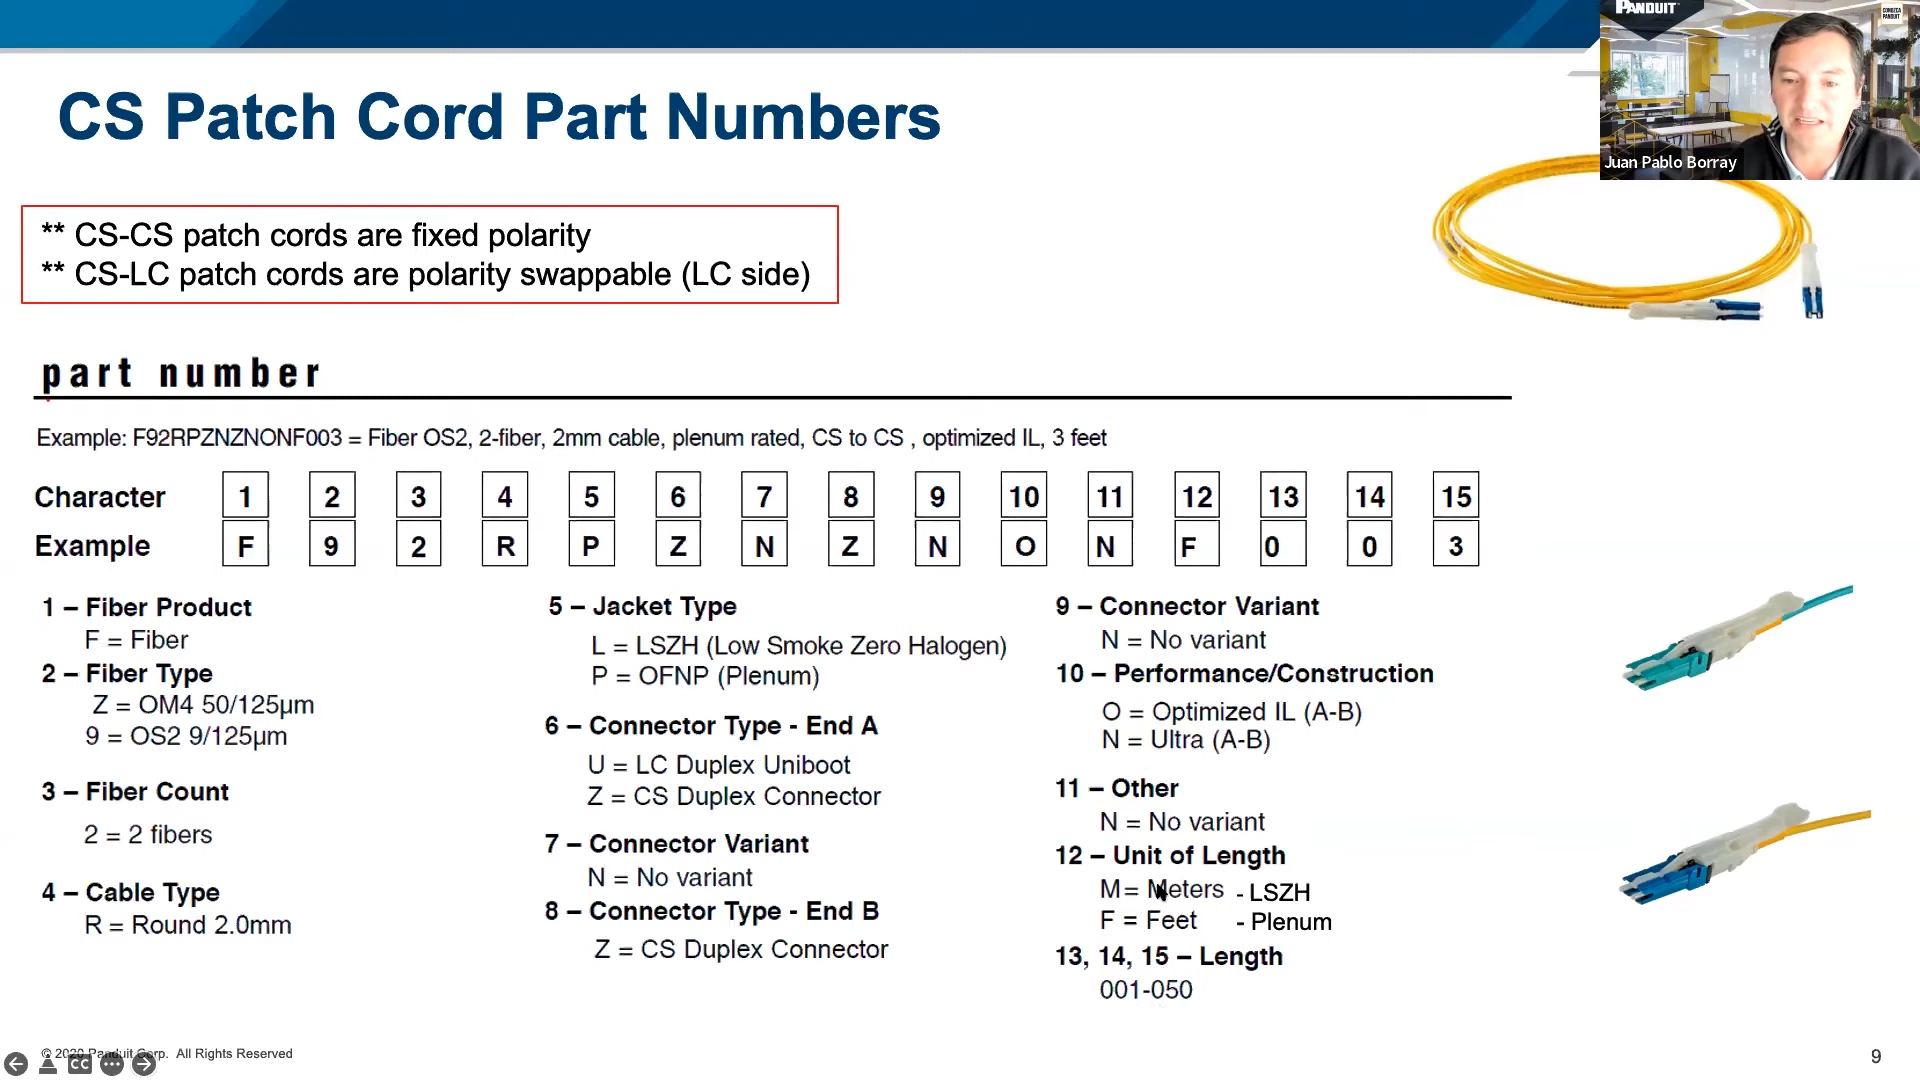 PANDUIT
CONOZCA
PANDUIT
Juan Pablo Borray
CS Patch Cord Part Numbers
** CS-CS patch cords are fixed polarity
** CS-LC patch cords are polarity swappable (LC side)
part number
Example: F92RPZNZNONF003 = Fiber OS2, 2-fiber, 2mm cable, plenum rated, CS to CS , optimized IL, 3 feet
Character 1 2 3 4 5 6 7 8 9 10 11 12 13 14 15
Example F 9 2 R P Z N Z N O N F 0 0 3
1 – Fiber Product
F = Fiber
2 – Fiber Type
Z = OM4 50/125µm
9 = OS2 9/125µm
3 – Fiber Count
2 = 2 fibers
4 – Cable Type
R = Round 2.0mm
5 – Jacket Type
L = LSZH (Low Smoke Zero Halogen)
P = OFNP (Plenum)
6 – Connector Type - End A
U = LC Duplex Uniboot
Z = CS Duplex Connector
7 – Connector Variant
N = No variant
8 – Connector Type - End B
Z = CS Duplex Connector
9 – Connector Variant
N = No variant
10 – Performance/Construction
O = Optimized IL (A-B)
N = Ultra (A-B)
11 – Other
N = No variant
12 – Unit of Length
M= Meters - LSZH
F = Feet - Plenum
13, 14, 15 – Length
001-050
© 2020 Panduit Corp. All Rights Reserved
CC
9